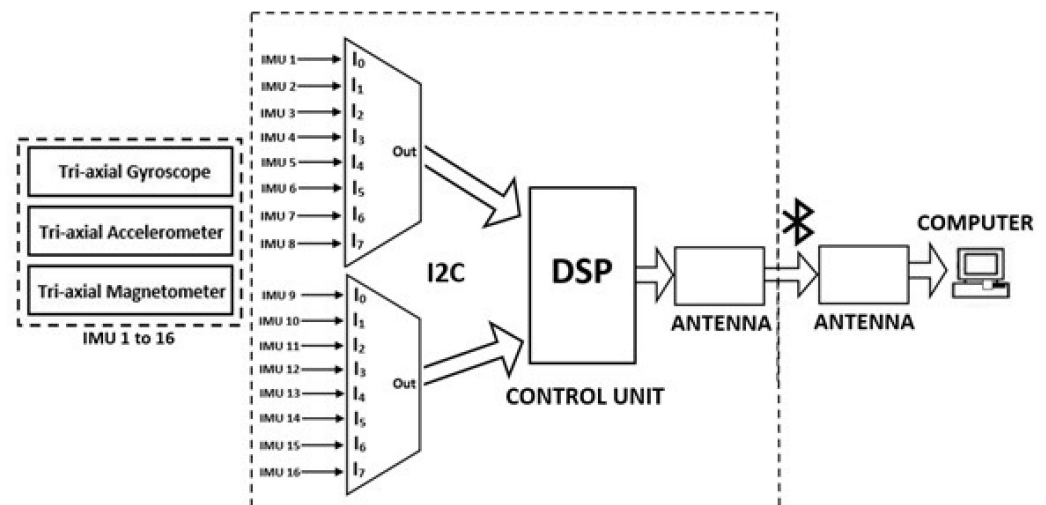 Tri-axial Gyroscope
Tri-axial Accelerometer
Tri-axial Magnetometer
IMU 1 to 16
IMU 1 I0
IMU 2 I1
IMU 3 I2
IMU 4 I3
IMU 5 I4
IMU 6 I5
IMU 7 I6
IMU 8 I7
Out
IMU 9 I0
IMU 10 I1
IMU 11 I2
IMU 12 I3
IMU 13 I4
IMU 14 I5
IMU 15 I6
IMU 16 I7
Out
I2C
DSP
CONTROL UNIT
ANTENNA
ANTENNA
COMPUTER